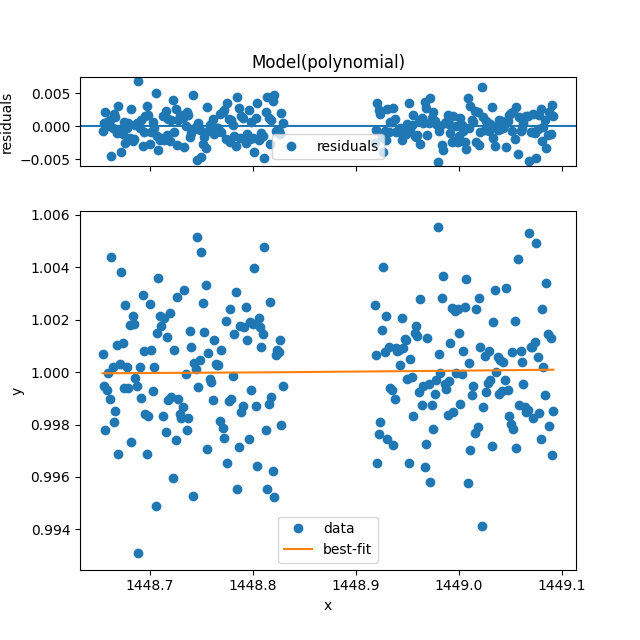 Model(polynomial)
residuals
0.005
0.000
−0.005
residuals
y
1.006
1.004
1.002
1.000
0.998
0.996
0.994
data
best-fit
1448.7 1448.8 1448.9 1449.0 1449.1
x